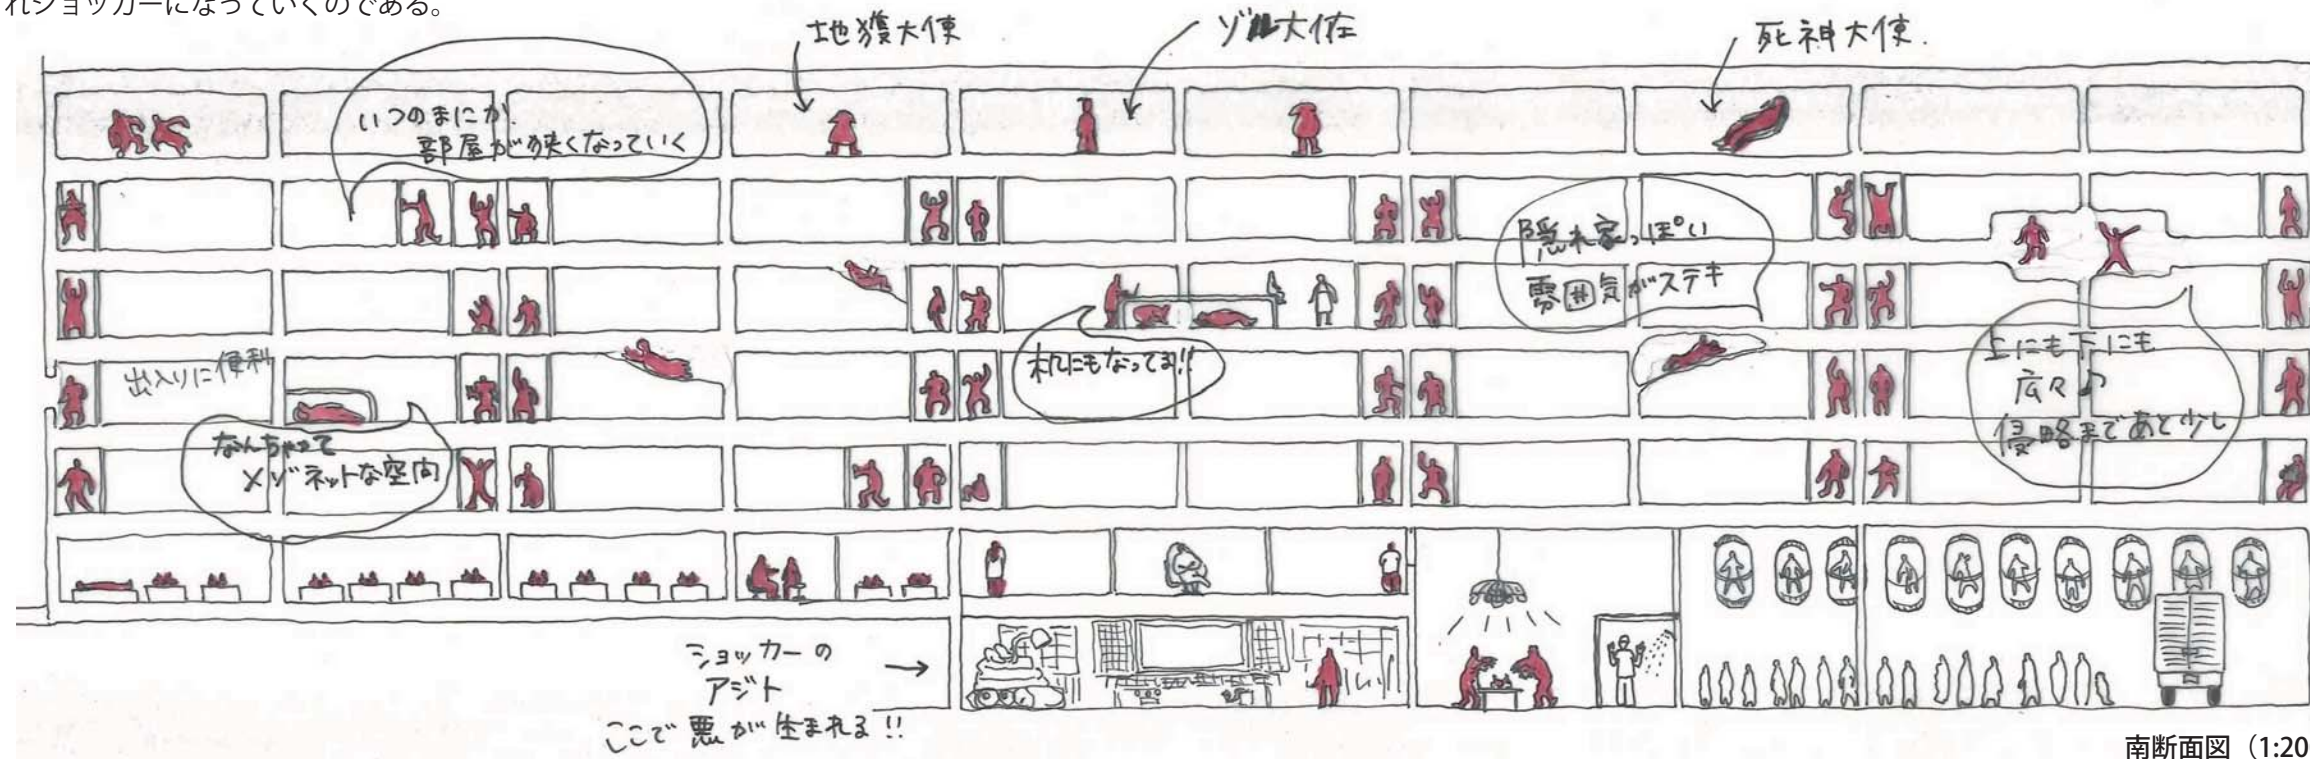 れショッカーになっていくのである。
地獲大使
ゾル大佐
死神大使.
いつのまにか
部屋が狭くなっていく
隠れ家っぽい
雰囲気がステキ
出入りに便利
机にもなってる!!
上にも下にも
広々♪
侵略まであと少し
なんちゃって
メゾネットな空間
ショッカーの
アジト
ここで悪が生まれる!!
南断面図（1:20